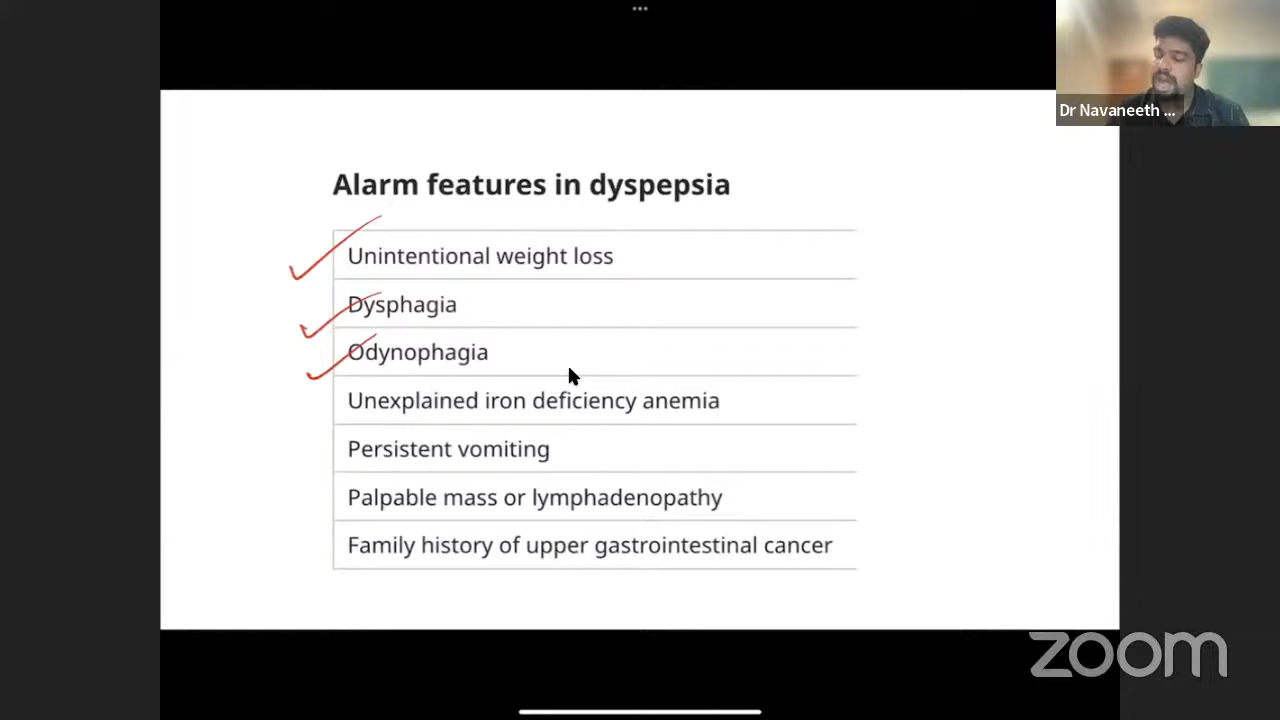 Dr Navaneeth ...
Alarm features in dyspepsia
Unintentional weight loss
Dysphagia
Odynophagia
Unexplained iron deficiency anemia
Persistent vomiting
Palpable mass or lymphadenopathy
Family history of upper gastrointestinal cancer
zoom